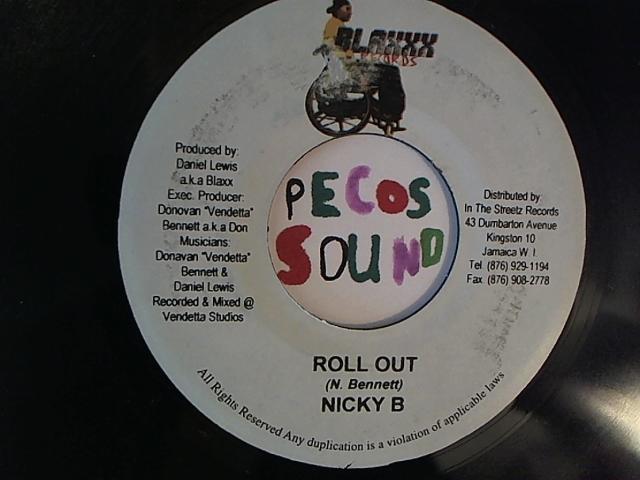 BLAXXX
RECORDS
Produced by:
Daniel Lewis
a.k.a Blaxx
Exec. Producer:
Donovan "Vendetta"
Bennett a.k.a Don
Musicians:
Donavan "Vendetta"
Bennett &
Daniel Lewis
Recorded & Mixed @
Vendetta Studios
PECOS
SOUND
Distributed by:
In The Streetz Records
43 Dumbarton Avenue
Kingston 10
Jamaica W. I.
Tel: (876) 929-1194
Fax: (876) 908-2778
ROLL OUT
(N. Bennett)
NICKY B
All Rights Reserved Any duplication is a violation of applicable laws